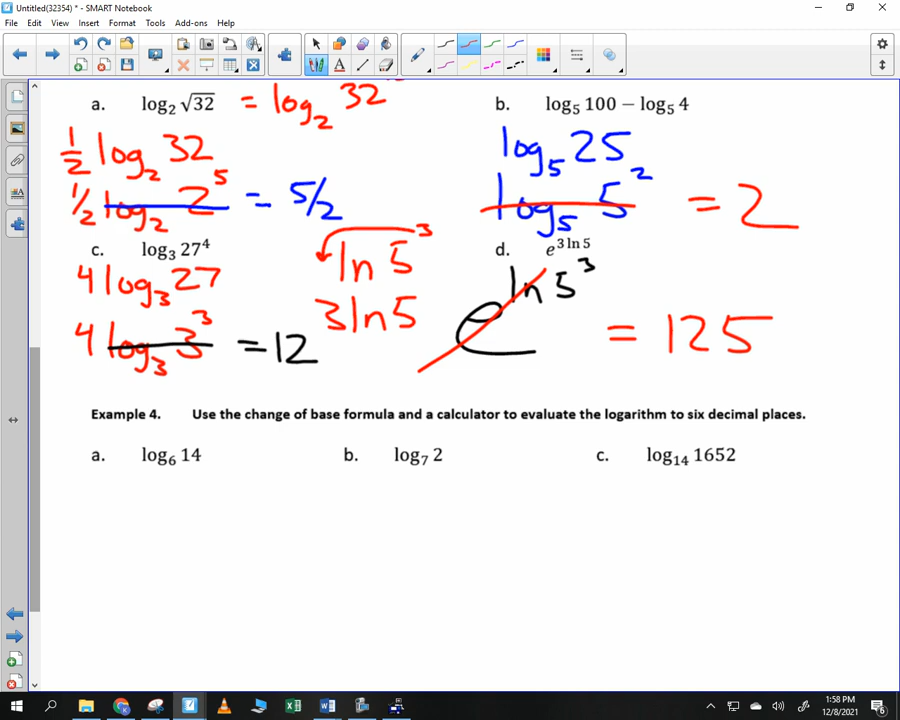 Untitled(32354) * - SMART Notebook
File Edit View Insert Format Tools Add-ons Help
a. log₂ √32 = log₂ 32
½ log₂ 32
½ log₂ 2⁵ = 5/2
b. log₅ 100 − log₅ 4
log₅ 25
log₅ 5² = 2
c. log₃ 27⁴
4 log₃ 27
4 log₃ 3³ = 12
ln 5³
3 ln 5
d. e^(3 ln 5)
e^(ln 5³) = 125
Example 4. Use the change of base formula and a calculator to evaluate the logarithm to six decimal places.
a. log₆ 14 b. log₇ 2 c. log₁₄ 1652
1:58 PM
12/8/2021